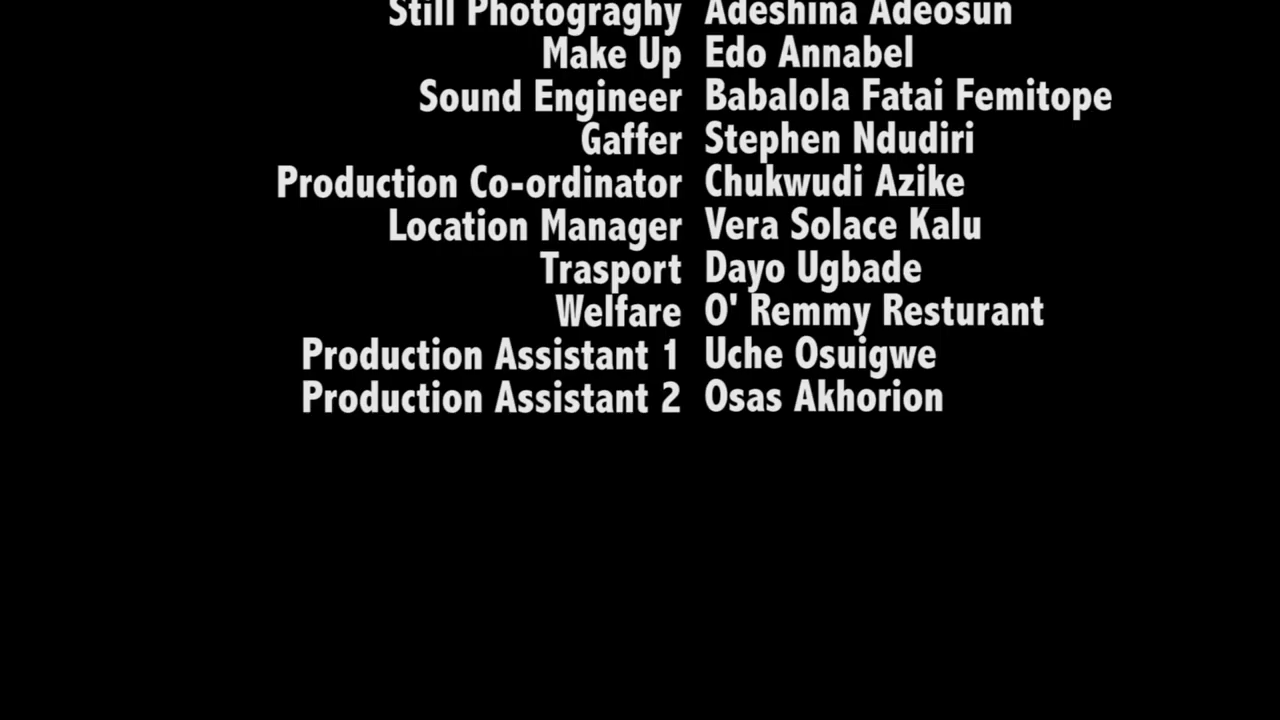 Still Photograghy Adeshina Adeosun
Make Up Edo Annabel
Sound Engineer Babalola Fatai Femitope
Gaffer Stephen Ndudiri
Production Co-ordinator Chukwudi Azike
Location Manager Vera Solace Kalu
Trasport Dayo Ugbade
Welfare O' Remmy Resturant
Production Assistant 1 Uche Osuigwe
Production Assistant 2 Osas Akhorion